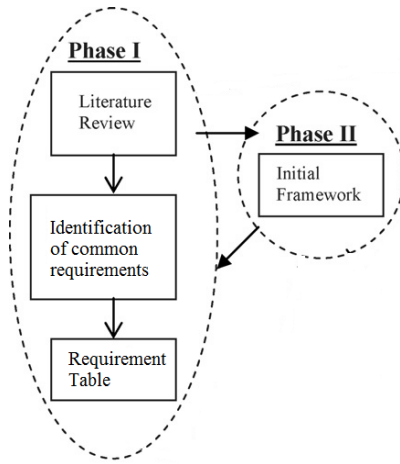 Phase I
Literature
Review
Identification
of common
requirements
Requirement
Table
Phase II
Initial
Framework